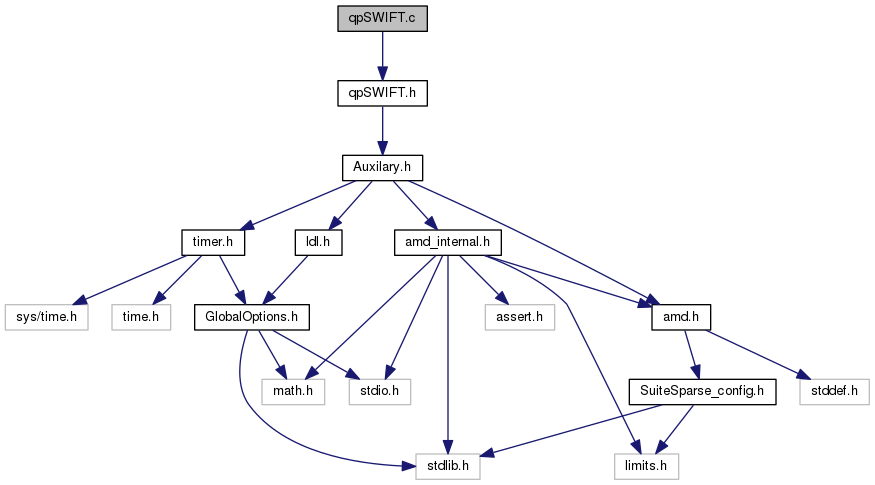 qpSWIFT.c
qpSWIFT.h
Auxilary.h
timer.h
ldl.h
amd_internal.h
sys/time.h
time.h
GlobalOptions.h
assert.h
amd.h
math.h
stdio.h
SuiteSparse_config.h
stddef.h
stdlib.h
limits.h